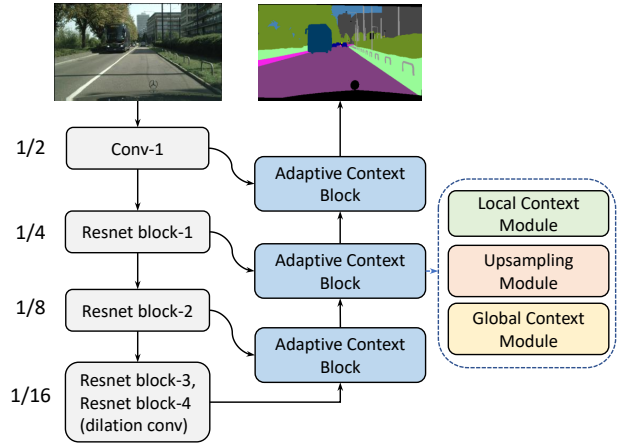 1/2
Conv-1
Adaptive Context
Block
1/4
Resnet block-1
Adaptive Context
Block
Local Context
Module
Upsampling
Module
Global Context
Module
1/8
Resnet block-2
Adaptive Context
Block
1/16
Resnet block-3,
Resnet block-4
(dilation conv)